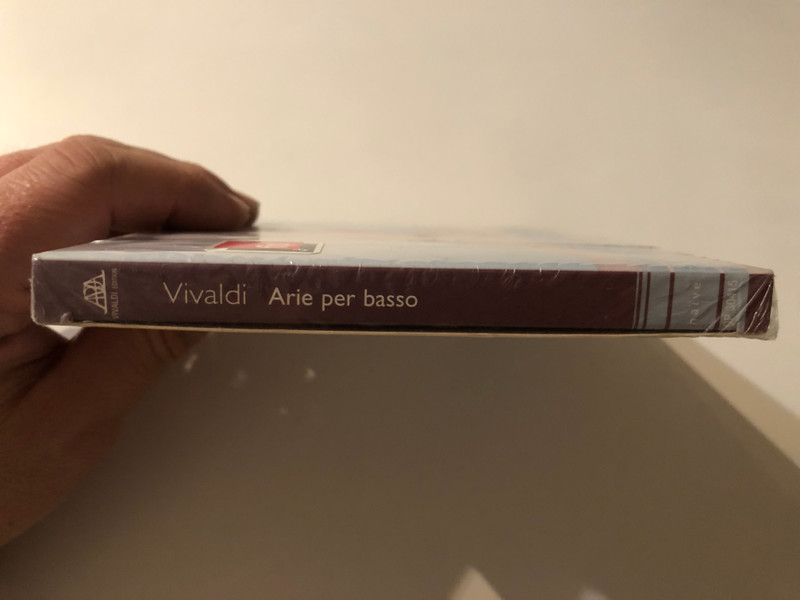 VIVALDI EDITION
Vivaldi Arie per basso
naïve